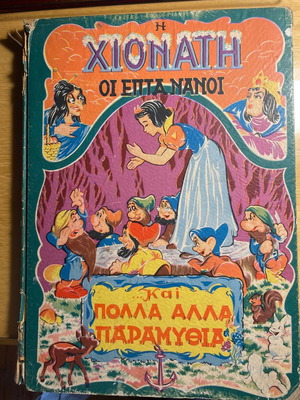 Η
ΧΙΟΝΑΤΗ
ΟΙ ΕΠΤΑ ΝΑΝΟΙ
...και
ΠΟΛΛΑ ΑΛΛΑ
ΠΑΡΑΜΥΘΙΑ